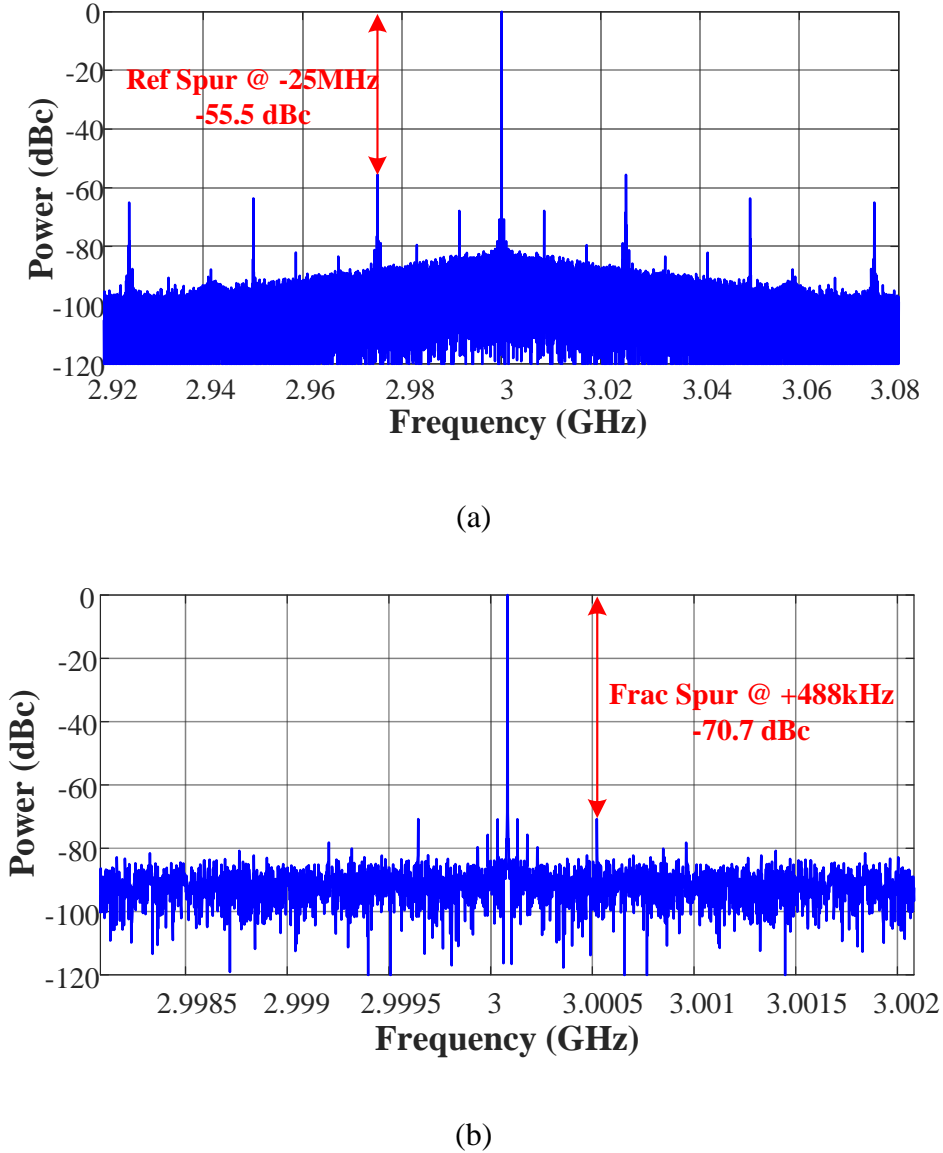 0
-20
-40
-60
-80
-100
-120
Power (dBc)
Ref Spur @ -25MHz
-55.5 dBc
2.92 2.94 2.96 2.98 3 3.02 3.04 3.06 3.08
Frequency (GHz)
(a)
0
-20
-40
-60
-80
-100
-120
Power (dBc)
Frac Spur @ +488kHz
-70.7 dBc
2.9985 2.999 2.9995 3 3.0005 3.001 3.0015 3.002
Frequency (GHz)
(b)